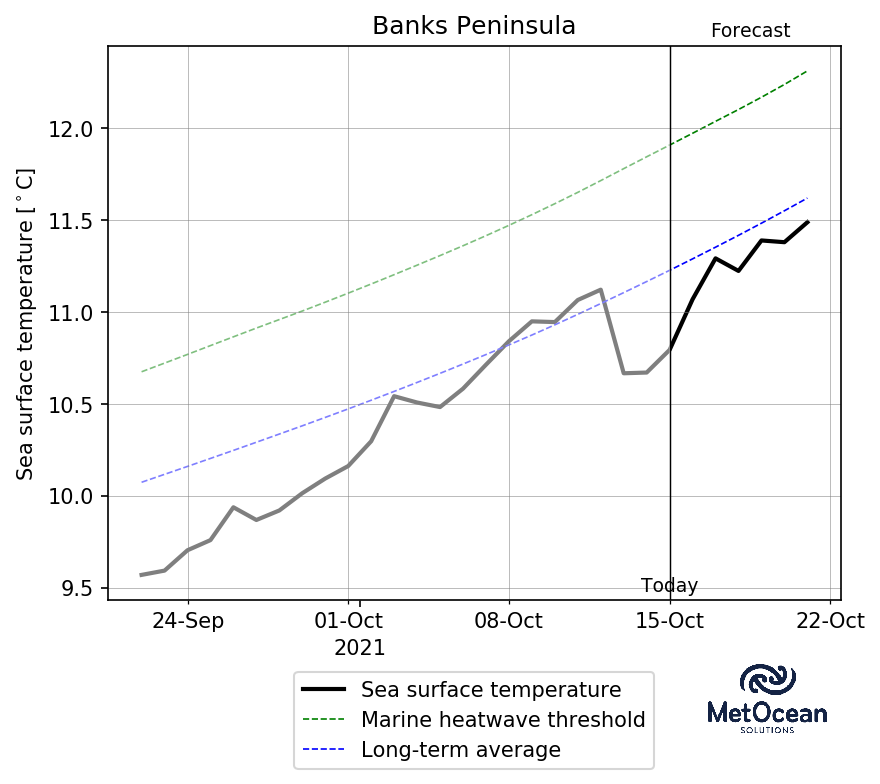 Banks Peninsula
Forecast
Sea surface temperature [°C]
12.0
11.5
11.0
10.5
10.0
9.5
Today
24-Sep 01-Oct 08-Oct 15-Oct 22-Oct
2021
Sea surface temperature
Marine heatwave threshold
Long-term average
MetOcean
SOLUTIONS